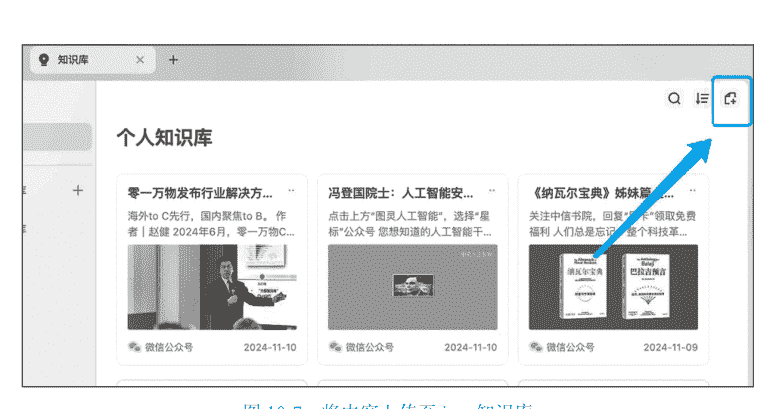 知识库
个人知识库
零一万物发布行业解决方...
海外to C先行，国内聚焦to B。 作
者｜赵健 2024年6月，零一万物C...
微信公众号
2024-11-10
冯登国院士：人工智能安...
点击上方“图灵人工智能”，选择“星
标”公众号 您想知道的人工智能干...
微信公众号
2024-11-10
《纳瓦尔宝典》姊妹篇
关注中信书院，回复“ 卡”领取免费
福利 人们总是忘记 整个科技革...
纳瓦尔宝典
巴拉吉预言
微信公众号
2024-11-09